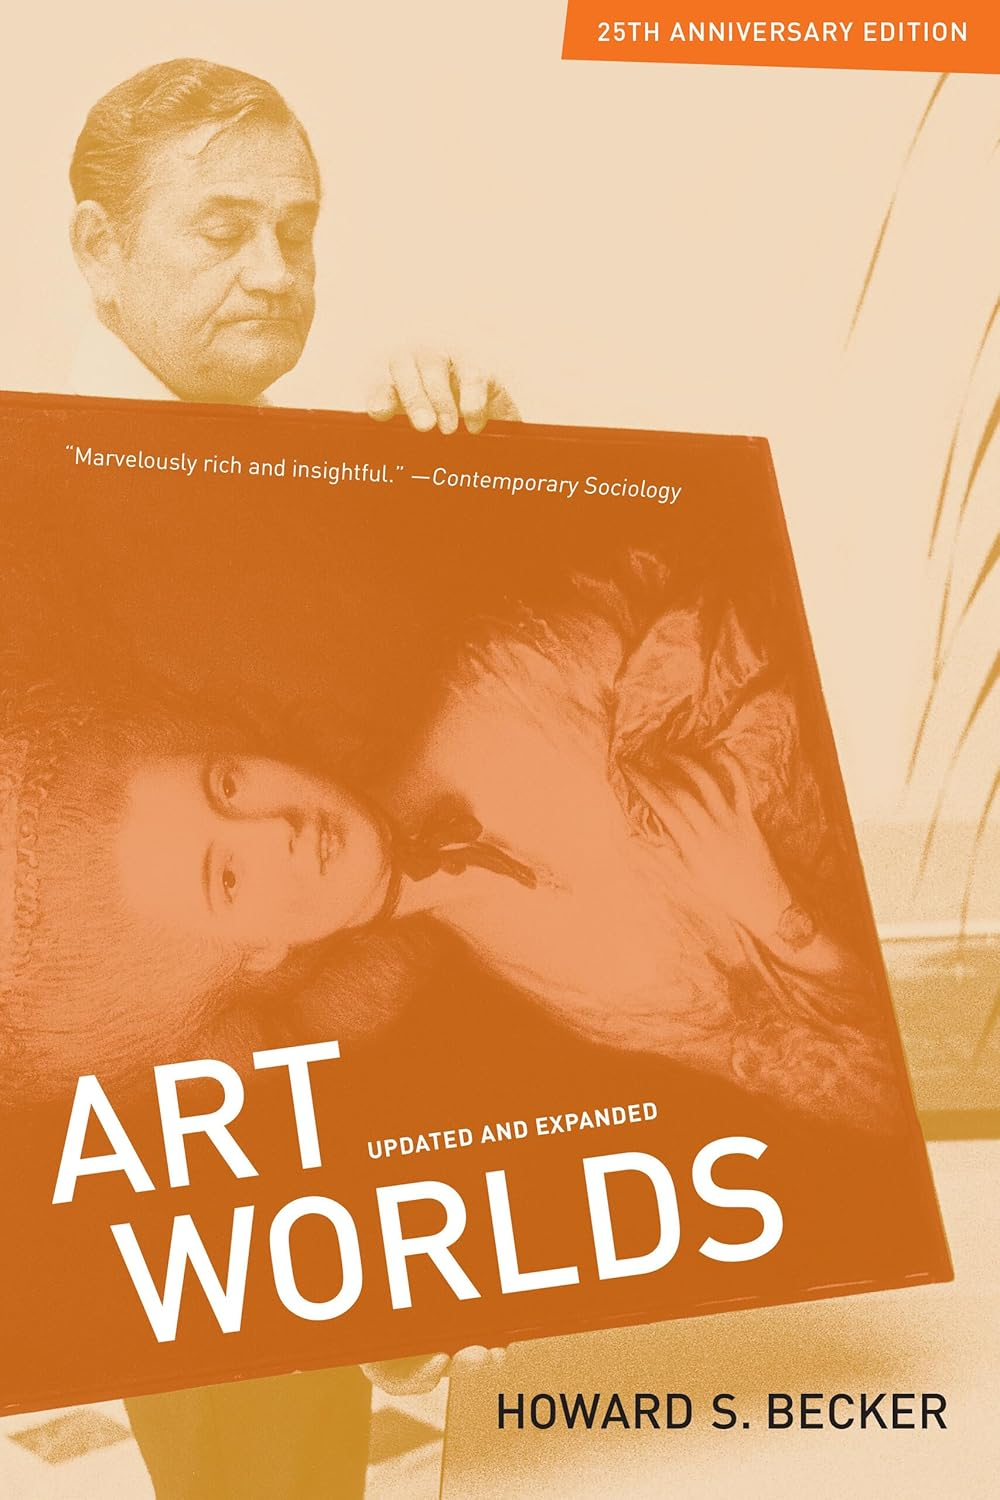 25TH ANNIVERSARY EDITION
“Marvelously rich and insightful.” —Contemporary Sociology
ART
UPDATED AND EXPANDED
WORLDS
HOWARD S. BECKER